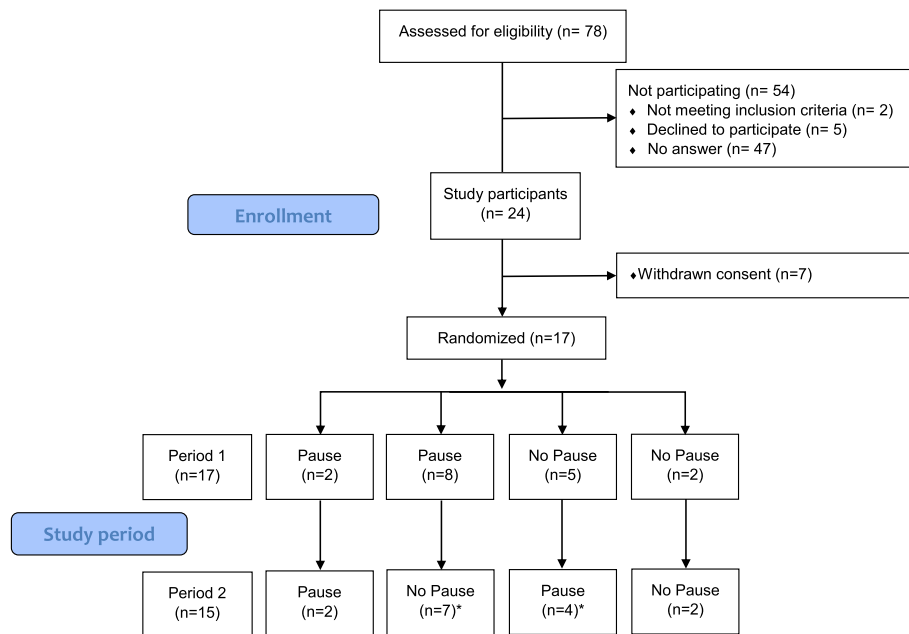 Assessed for eligibility (n= 78)
Not participating (n= 54)
♦ Not meeting inclusion criteria (n= 2)
♦ Declined to participate (n= 5)
♦ No answer (n= 47)
Study participants
(n= 24)
Enrollment
♦Withdrawn consent (n=7)
Randomized (n=17)
Period 1
(n=17)
Pause
(n=2)
Pause
(n=8)
No Pause
(n=5)
No Pause
(n=2)
Study period
Period 2
(n=15)
Pause
(n=2)
No Pause
(n=7)*
Pause
(n=4)*
No Pause
(n=2)